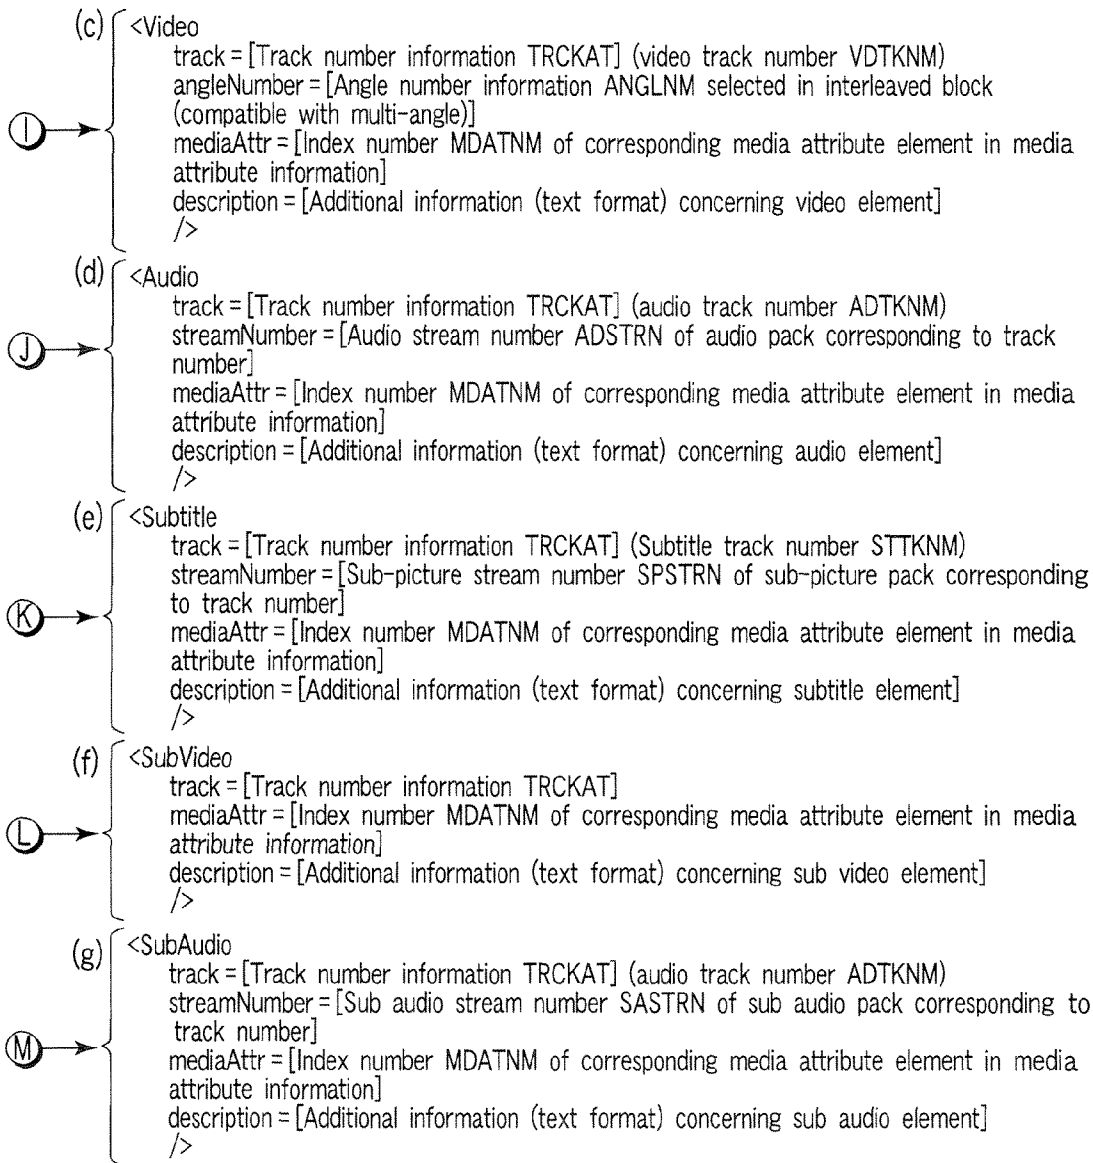 (c) <Video
track = [Track number information TRCKAT] (video track number VDTKNM)
angleNumber = [Angle number information ANGLNM selected in interleaved block
(compatible with multi-angle)]
I mediaAttr = [Index number MDATNM of corresponding media attribute element in media
attribute information]
description = [Additional information (text format) concerning video element]
/>
(d) <Audio
track = [Track number information TRCKAT] (audio track number ADTKNM)
J streamNumber = [Audio stream number ADSTRN of audio pack corresponding to track
number]
mediaAttr = [Index number MDATNM of corresponding media attribute element in media
attribute information]
description = [Additional information (text format) concerning audio element]
/>
(e) <Subtitle
track = [Track number information TRCKAT] (Subtitle track number STTKNM)
streamNumber = [Sub-picture stream number SPSTRN of sub-picture pack corresponding
K to track number]
mediaAttr = [Index number MDATNM of corresponding media attribute element in media
attribute information]
description = [Additional information (text format) concerning subtitle element]
/>
(f) <SubVideo
track = [Track number information TRCKAT]
L mediaAttr = [Index number MDATNM of corresponding media attribute element in media
attribute information]
description = [Additional information (text format) concerning sub video element]
/>
(g) <SubAudio
track = [Track number information TRCKAT] (audio track number ADTKNM)
streamNumber = [Sub audio stream number SASTRN of sub audio pack corresponding to
track number]
M mediaAttr = [Index number MDATNM of corresponding media attribute element in media
attribute information]
description = [Additional information (text format) concerning sub audio element]
/>